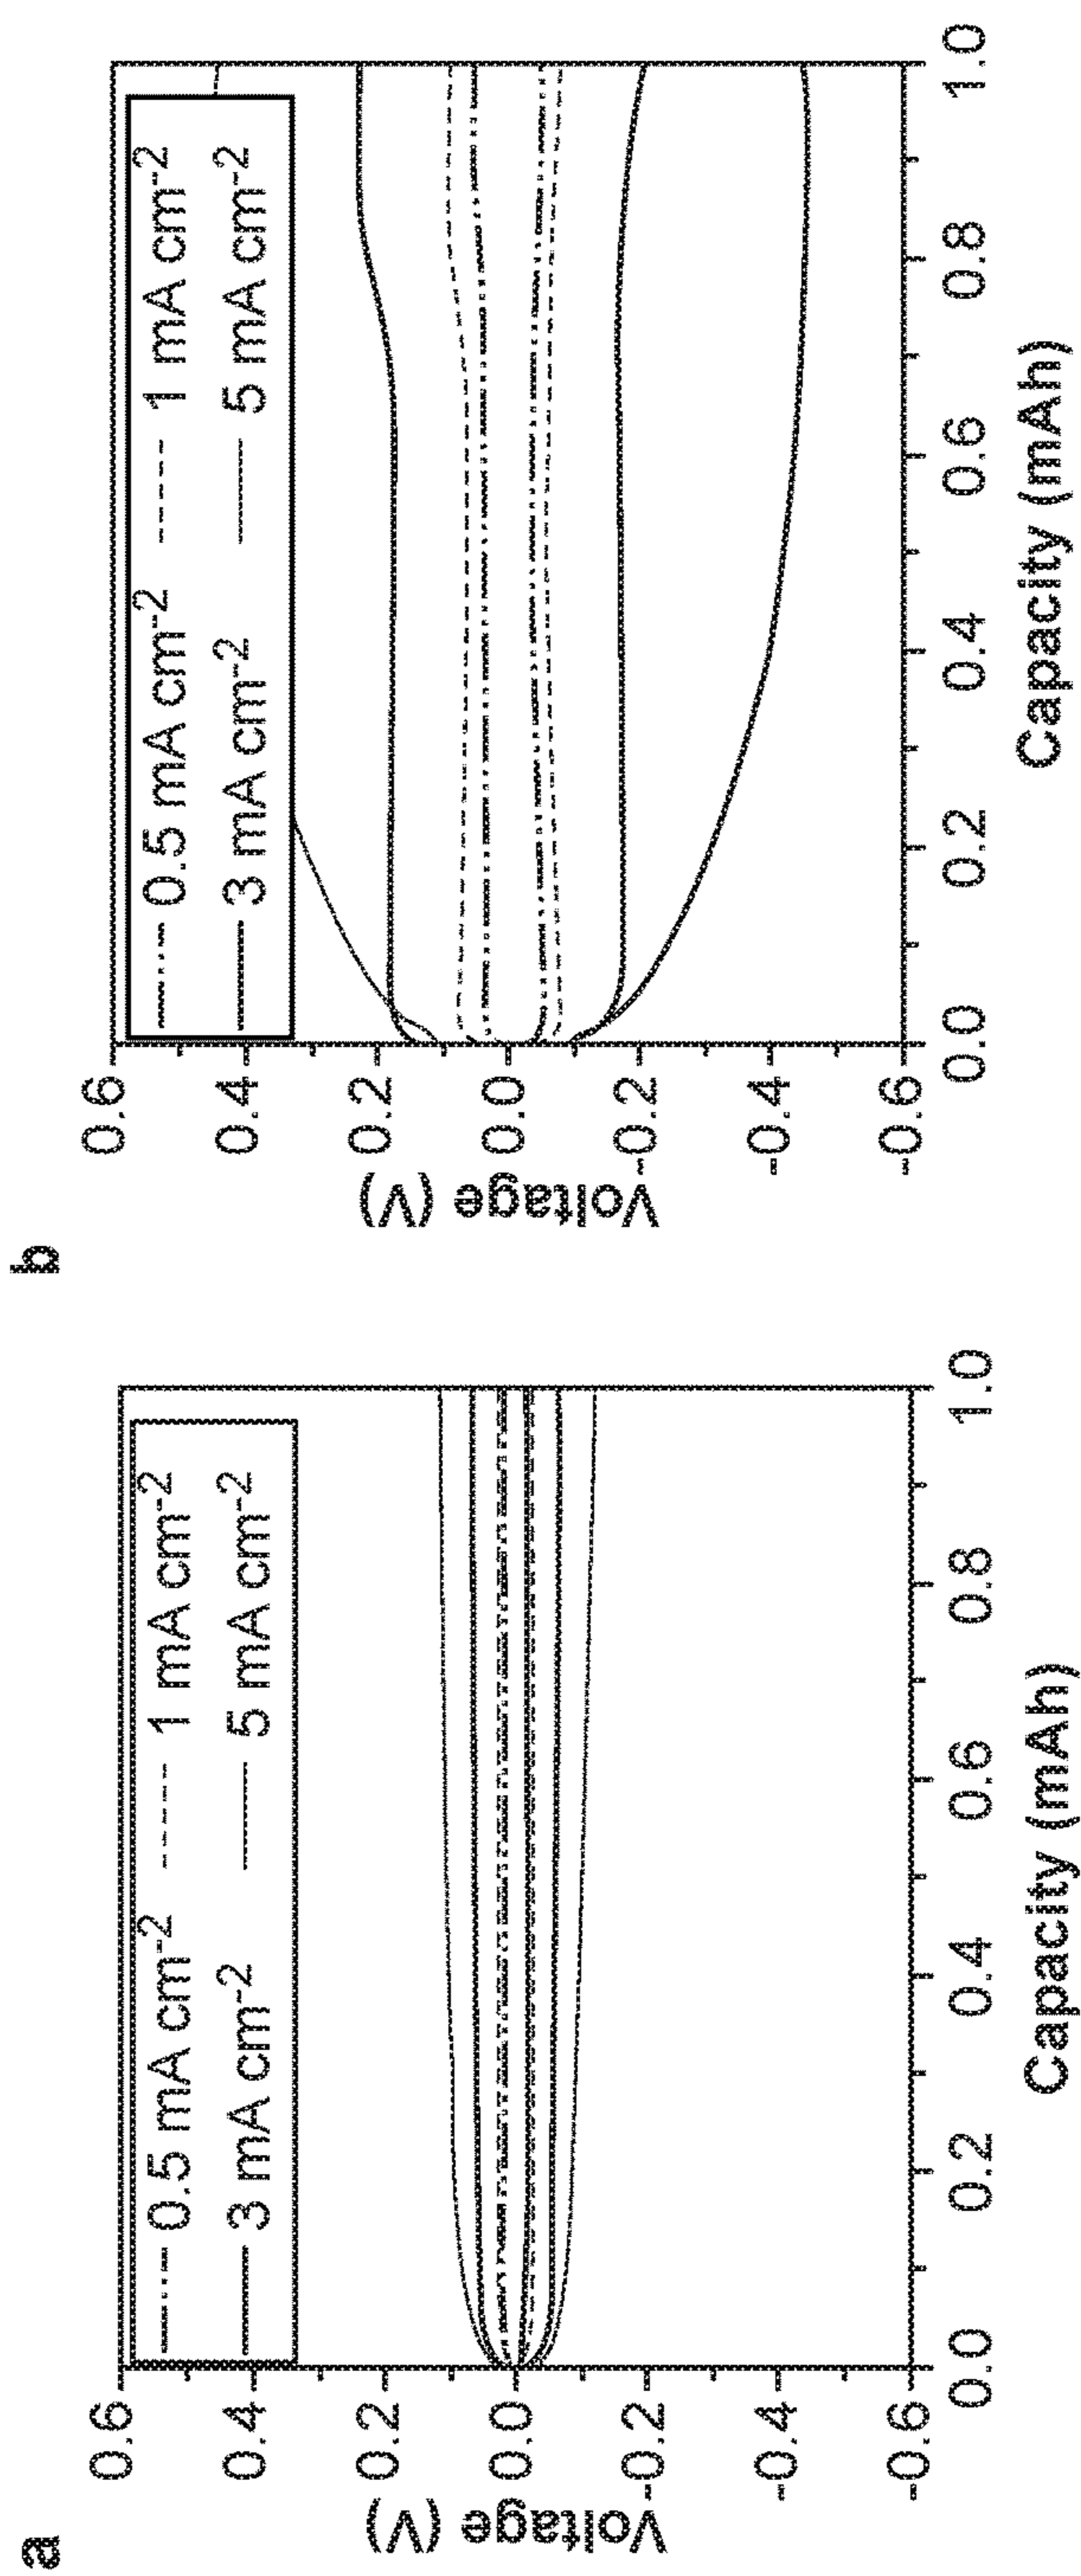 a
Voltage (V)
0.6
0.4
0.2
0.0
-0.2
-0.4
-0.6
0.5 mA cm-2 1 mA cm-2
3 mA cm-2 5 mA cm-2
0.0 0.2 0.4 0.6 0.8 1.0
Capacity (mAh)
b
Voltage (V)
0.6
0.4
0.2
0.0
-0.2
-0.4
-0.6
0.5 mA cm-2 1 mA cm-2
3 mA cm-2 5 mA cm-2
0.0 0.2 0.4 0.6 0.8 1.0
Capacity (mAh)